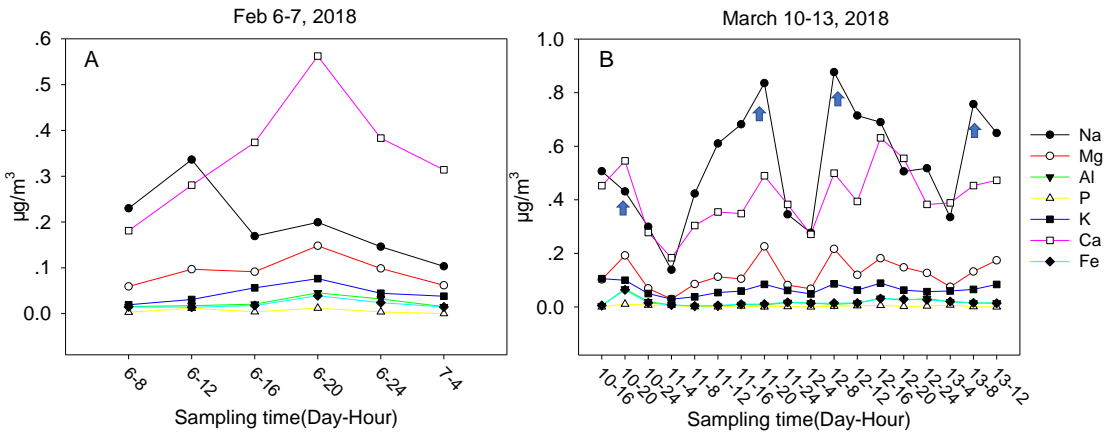 Feb 6-7, 2018
A
.6
.5
.4
.3
.2
.1
0.0
µg/m³
6-8
6-12
6-16
6-20
6-24
7-4
Sampling time(Day-Hour)
March 10-13, 2018
B
1.0
.8
.6
.4
.2
0.0
µg/m³
10-16
10-20
10-24
11-4
11-8
11-12
11-16
11-20
11-24
12-4
12-8
12-12
12-16
12-20
12-24
13-4
13-8
13-12
Sampling time(Day-Hour)
Na
Mg
Al
P
K
Ca
Fe